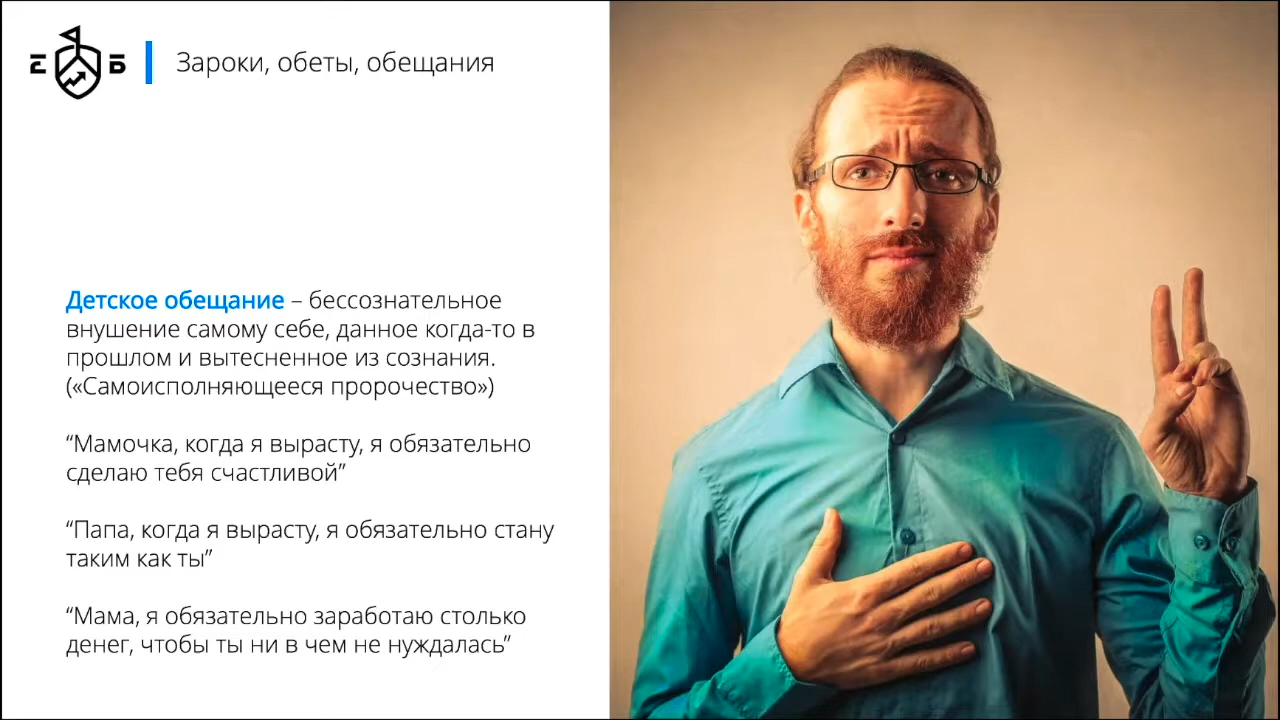 Е Б
Зароки, обеты, обещания
Детское обещание – бессознательное
внушение самому себе, данное когда-то в
прошлом и вытесненное из сознания.
(«Самоисполняющееся пророчество»)
“Мамочка, когда я вырасту, я обязательно
сделаю тебя счастливой”
“Папа, когда я вырасту, я обязательно стану
таким как ты”
“Мама, я обязательно заработаю столько
денег, чтобы ты ни в чем не нуждалась”